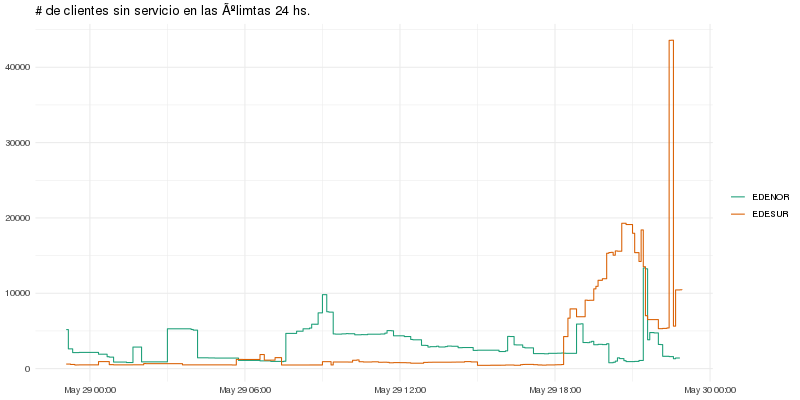 # de clientes sin servicio en las Ãºlimtas 24 hs.
40000
30000
20000
10000
0
May 29 00:00
May 29 06:00
May 29 12:00
May 29 18:00
May 30 00:00
EDENOR
EDESUR